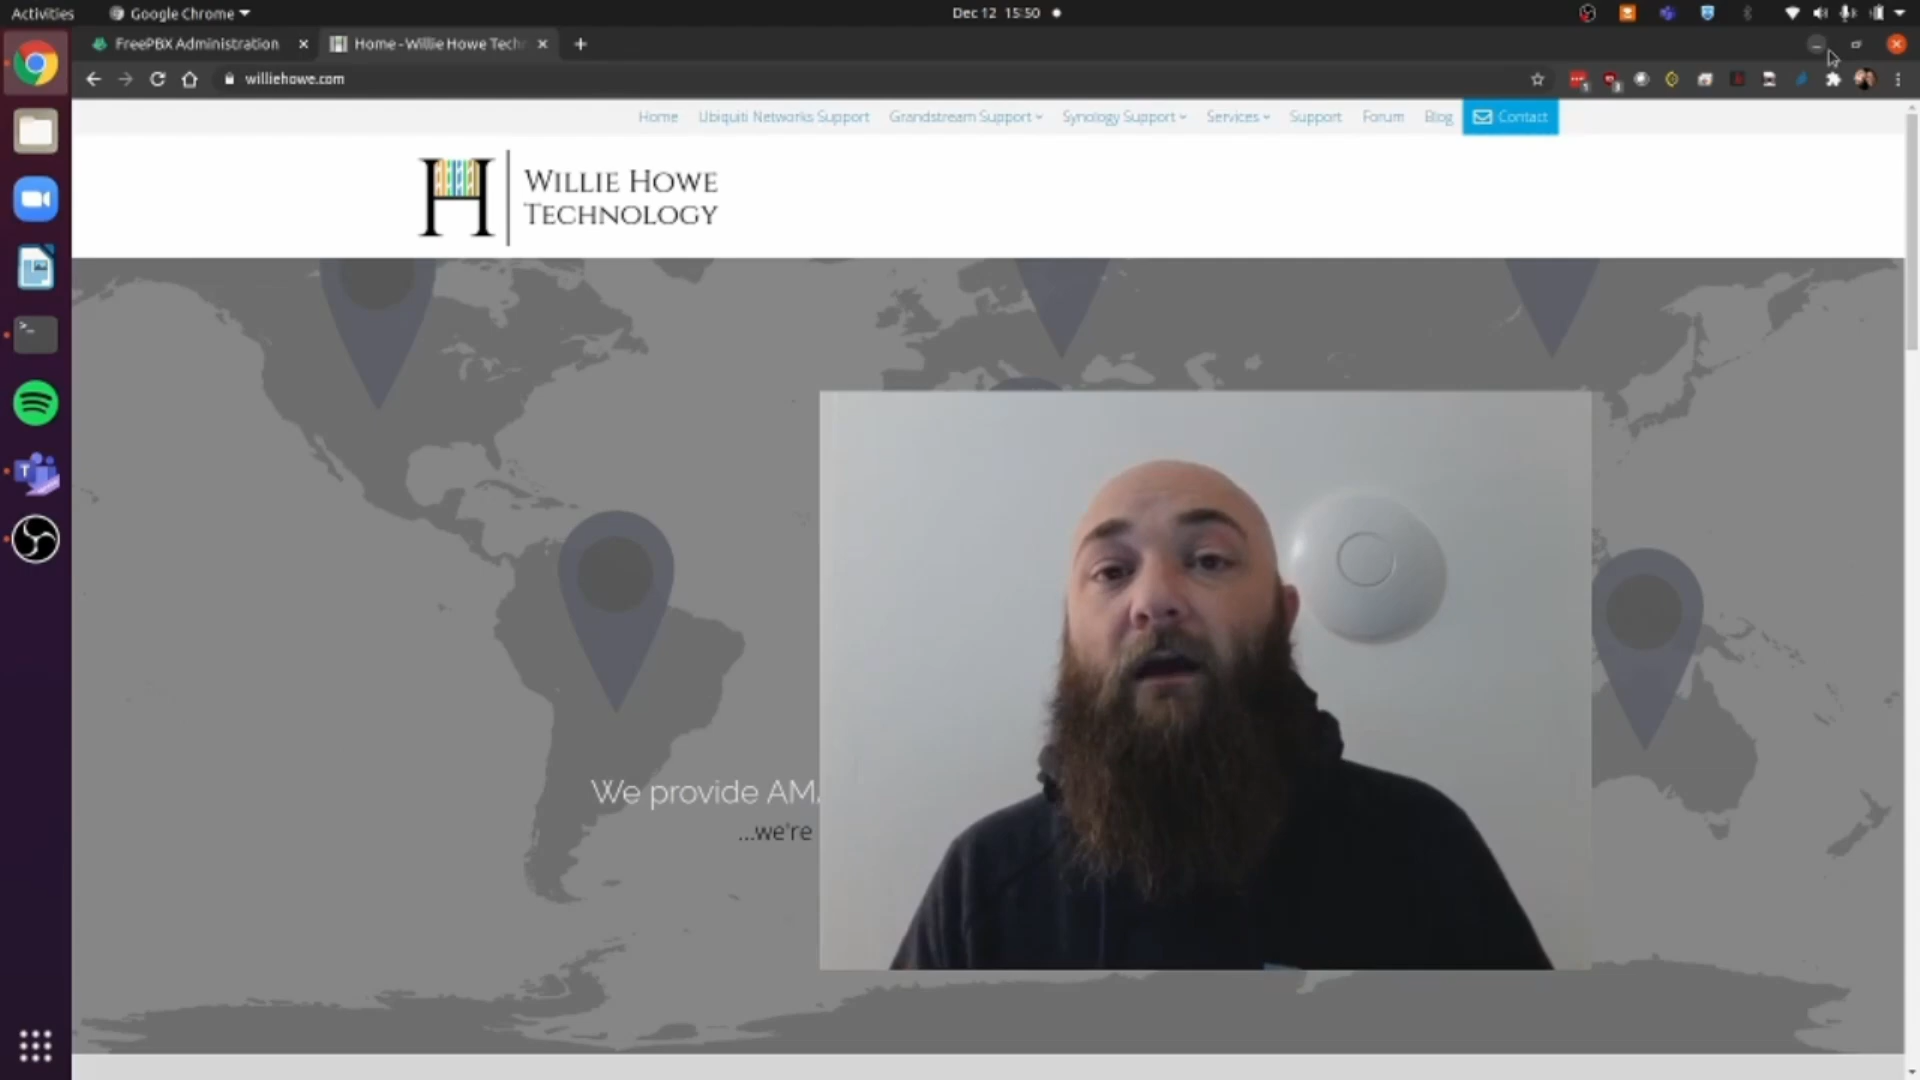 Activities
Google Chrome
Dec 12 15:50
FreePBX Administration
Home - Willie Howe Tech
williehowe.com
Home
Ubiquiti Networks Support
Grandstream Support
Synology Support
Services
Support
Forum
Blog
Contact
WILLIE HOWE
TECHNOLOGY
We provide AM
...we're